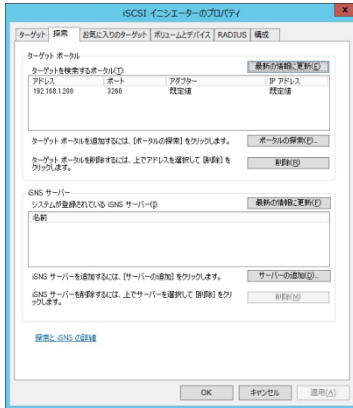 iSCSI イニシエーターのプロパティ
ターゲット 探索 お気に入りのターゲット ボリュームとデバイス RADIUS 構成
ターゲット ポータル
ターゲットを検索するポータル(T): 最新の情報に更新(E)
アドレス ポート アダプター IP アドレス
192.168.1.200 3260 既定値 既定値
ターゲット ポータルを追加するには、[ポータルの探索] をクリックします。 ポータルの探索(P)...
ターゲット ポータルを削除するには、上でアドレスを選択して [削除] を
クリックします。 削除(R)
iSNS サーバー
システムが登録されている iSNS サーバー(I): 最新の情報に更新(F)
名前
iSNS サーバーを追加するには、[サーバーの追加] をクリックします。 サーバーの追加(D)...
iSNS サーバーを削除するには、上でサーバーを選択して [削除] をクリ
ックします。 削除(M)
探索と iSNS の詳細
OK キャンセル 適用(A)